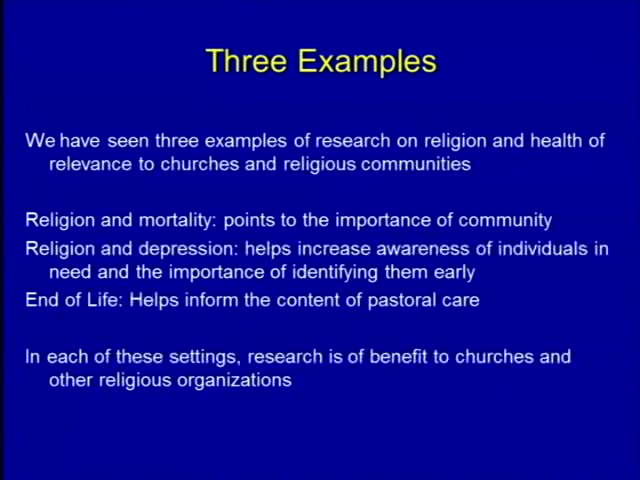 Three Examples
We have seen three examples of research on religion and health of
relevance to churches and religious communities
Religion and mortality: points to the importance of community
Religion and depression: helps increase awareness of individuals in
need and the importance of identifying them early
End of Life: Helps inform the content of pastoral care
In each of these settings, research is of benefit to churches and
other religious organizations